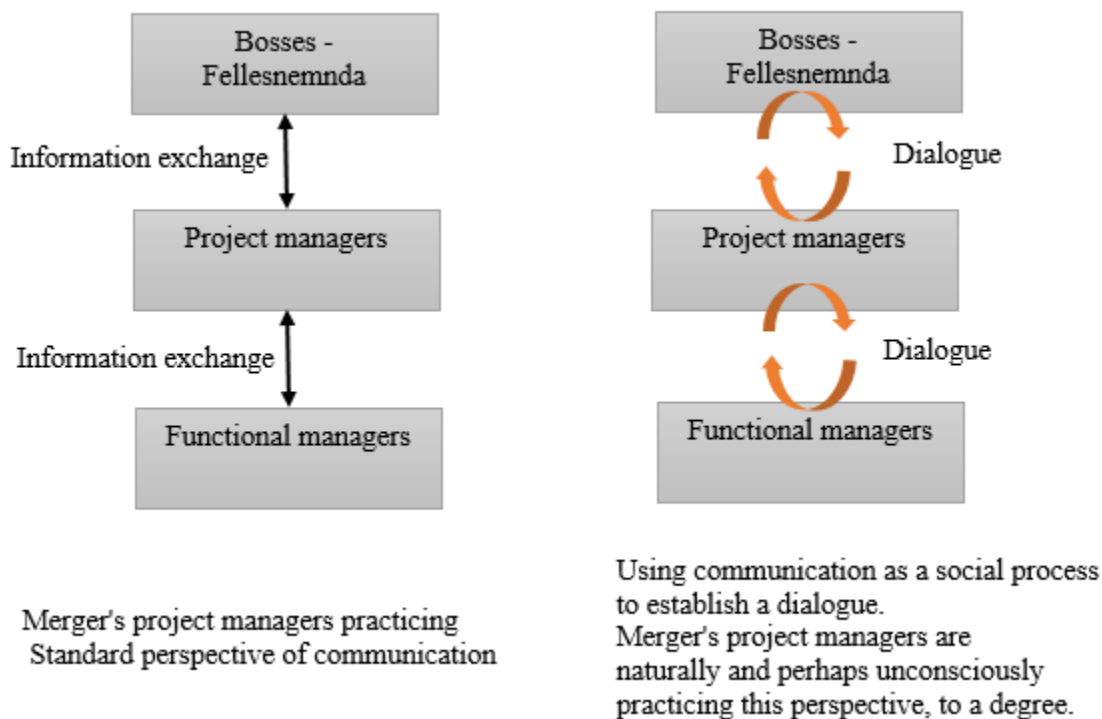 Bosses -
Fellesnemnda
Information exchange
Project managers
Information exchange
Functional managers
Merger's project managers practicing
Standard perspective of communication
Bosses -
Fellesnemnda
Dialogue
Project managers
Dialogue
Functional managers
Using communication as a social process
to establish a dialogue.
Merger's project managers are
naturally and perhaps unconsciously
practicing this perspective, to a degree.